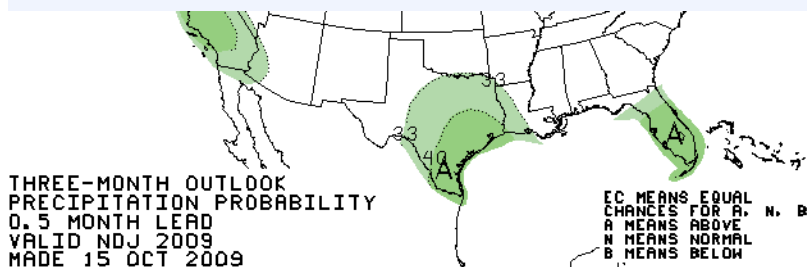 33
A
33
40
A
THREE-MONTH OUTLOOK
PRECIPITATION PROBABILITY
0.5 MONTH LEAD
VALID NDJ 2009
MADE 15 OCT 2009
EC MEANS EQUAL
CHANCES FOR A, N, B
A MEANS ABOVE
N MEANS NORMAL
B MEANS BELOW